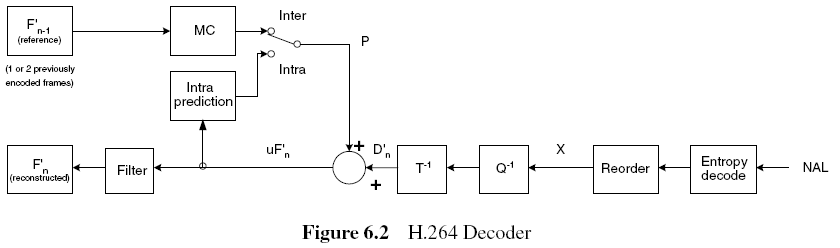 F'n-1
(reference)
(1 or 2 previously
encoded frames)
MC
Inter
Intra
P
Intra
prediction
F'n
(reconstructed)
Filter
uF'n
+
D'n
+
T-1
Q-1
X
Reorder
Entropy
decode
NAL
Figure 6.2 H.264 Decoder